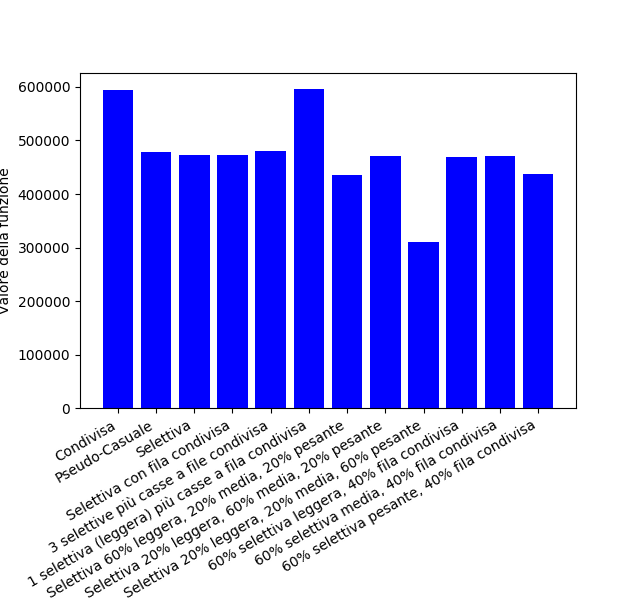 600000
500000
400000
300000
200000
100000
0
Valore della funzione
Condivisa
Pseudo-Casuale
Selettiva
Selettiva con fila condivisa
3 selettive più casse a file condivisa
1 selettiva (leggera) più casse a fila condivisa
Selettiva 60% leggera, 20% media, 20% pesante
Selettiva 20% leggera, 60% media, 20% pesante
Selettiva 20% leggera, 20% media, 60% pesante
60% selettiva leggera, 40% fila condivisa
60% selettiva media, 40% fila condivisa
60% selettiva pesante, 40% fila condivisa